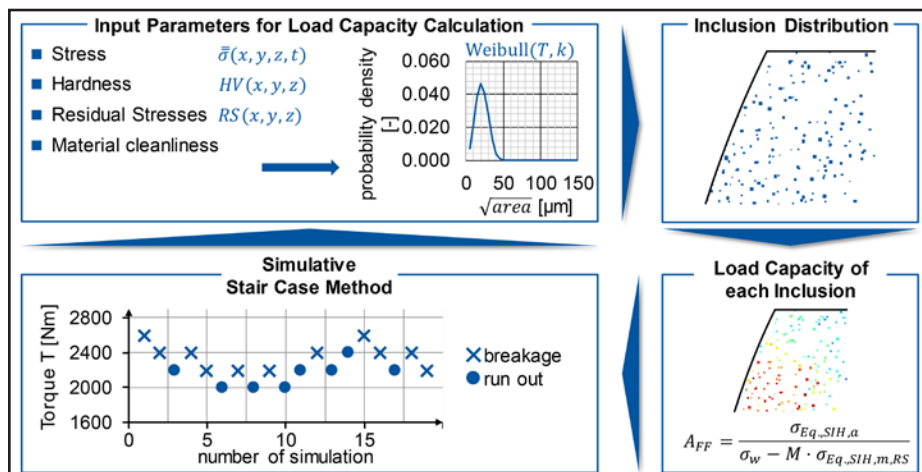 Input Parameters for Load Capacity Calculation
Stress σ̿(x, y, z, t)
Hardness HV(x, y, z)
Residual Stresses RS(x, y, z)
Material cleanliness
Weibull(T, k)
probability density [-]
0.060
0.040
0.020
0.000
0 50 100 150
√area [µm]
Inclusion Distribution
Simulative
Stair Case Method
Torque T [Nm]
2800
2400
2000
1600
0 5 10 15
number of simulation
breakage
run out
Load Capacity of
each Inclusion
A_FF = σ_Eq.,SIH,a / (σ_w − M · σ_Eq.,SIH,m,RS)